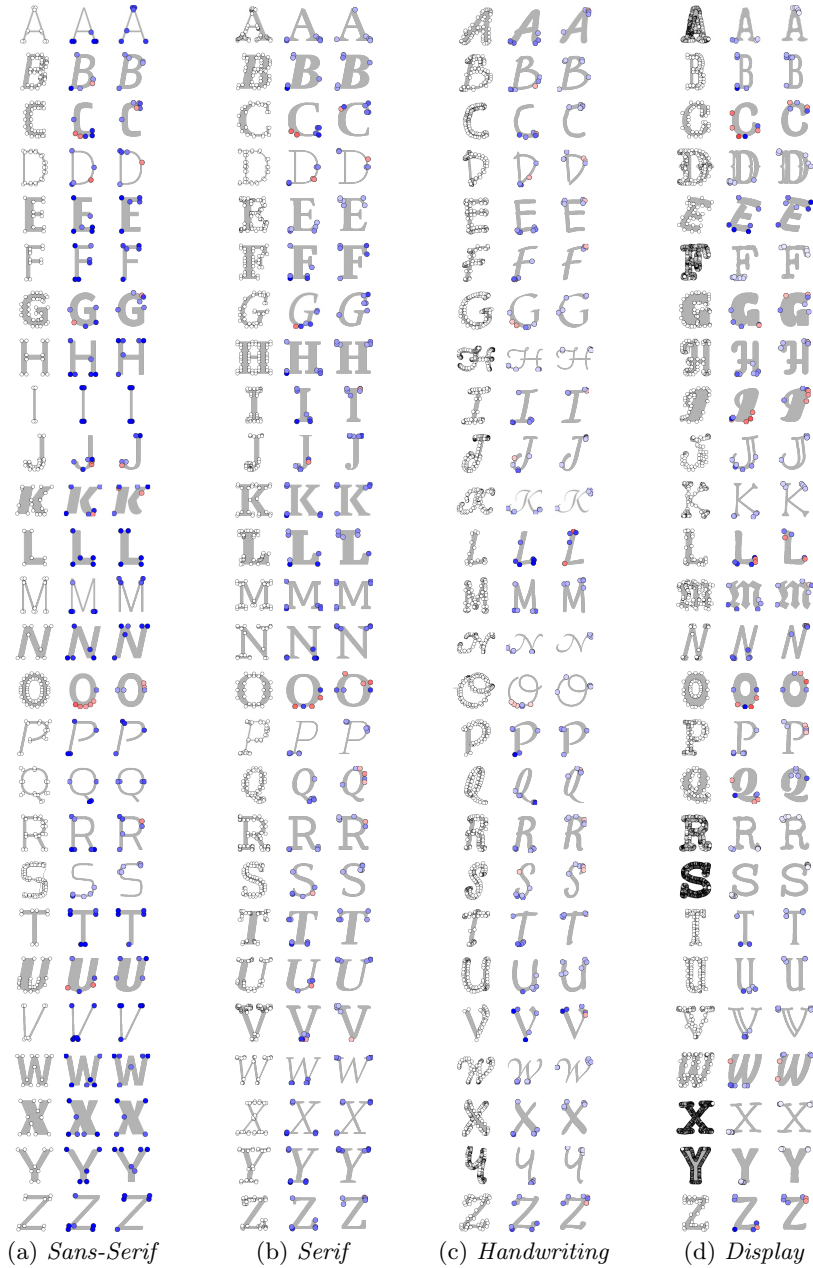 A A A A A A A A A A A A
B B B B B B B B B B B B
C C C C C C C C C C C C
D D D D D D D D D D D D
E E E E E E E E E E E E
F F F F F F F F F F F F
G G G G G G G G G G G G
H H H H H H H H H H H H
I I I I I I I I I I I I
J J J J J J J J J J J J
K K K K K K K K K K K K
L L L L L L L L L L L L
M M M M M M M M M m m m
N N N N N N N N N N N N
O O O O O O O O O O O O
P P P P P P P P P P P P
Q Q Q Q Q Q Q Q Q Q Q Q
R R R R R R R R R R R R
S S S S S S S S S S S S
T T T T T T T T T T T T
U U U U U U U U U U U U
V V V V V V V V V V V V
W W W W W W W W W W W W
X X X X X X X X X X X X
Y Y Y Y Y Y Y Y Y Y Y Y
Z Z Z Z Z Z Z Z Z Z Z Z
(a) Sans-Serif (b) Serif (c) Handwriting (d) Display